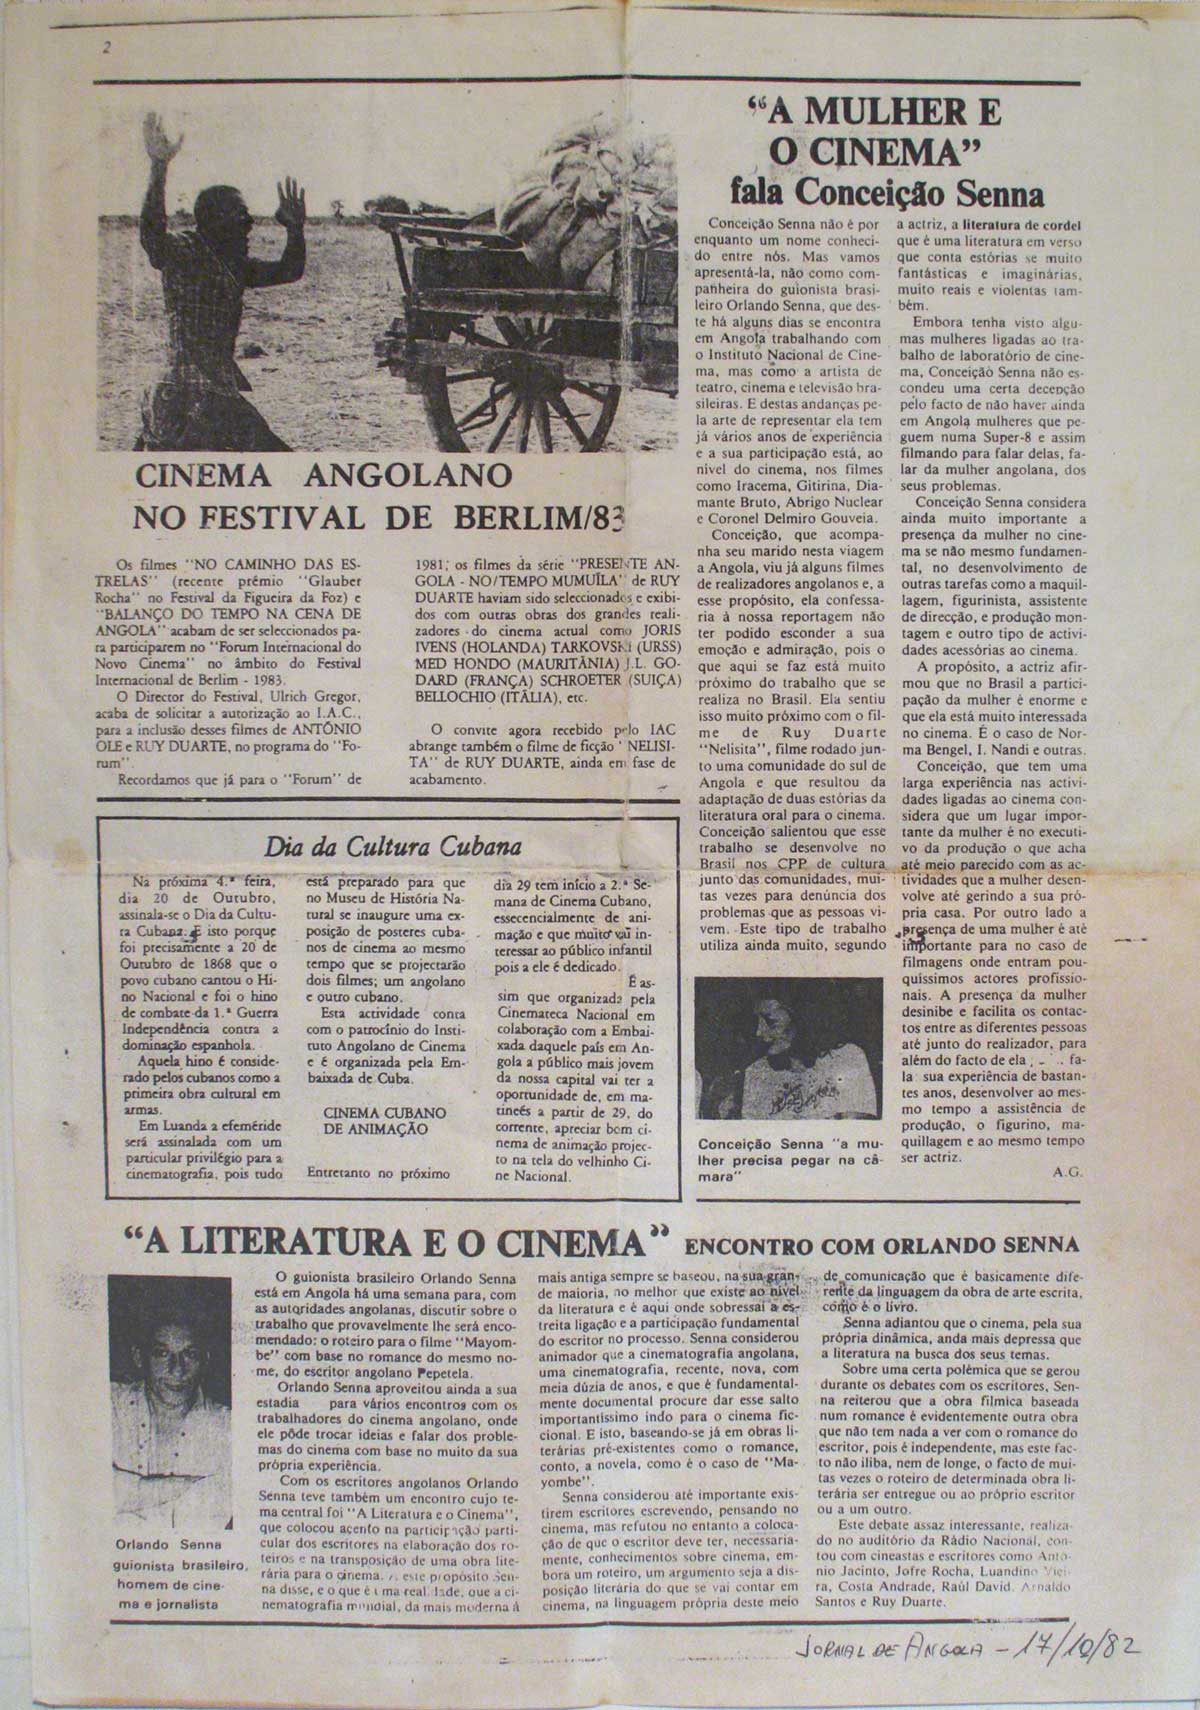 2
CINEMA ANGOLANO
NO FESTIVAL DE BERLIM/83
Os filmes "NO CAMINHO DAS ES-
TRELAS" (recente prémio "Glauber
Rocha" no Festival da Figueira da Foz) e
"BALANÇO DO TEMPO NA CENA DE
ANGOLA" acabam de ser seleccionados pa-
ra participarem no "Forum Internacional do
Novo Cinema" no âmbito do Festival
Internacional de Berlim - 1983.
O Director do Festival, Ulrich Gregor,
acaba de solicitar a autorização ao I.A.C.,
para a inclusão desses filmes de ANTÓNIO
OLE e RUY DUARTE, no programa do "Fo-
rum".
Recordamos que já para o "Forum" de
1981, os filmes da série "PRESENTE AN-
GOLA - NO/TEMPO MUMUÍLA" de RUY
DUARTE haviam sido seleccionados e exibi-
dos com outras obras dos grandes reali-
zadores do cinema actual como JORIS
IVENS (HOLANDA) TARKOVSKI (URSS)
MED HONDO (MAURITÂNIA) J.L. GO-
DARD (FRANÇA) SCHROETER (SUIÇA)
BELLOCHIO (ITÁLIA), etc.
O convite agora recebido pelo IAC
abrange também o filme de ficção "NELISI-
TA" de RUY DUARTE, ainda em fase de
acabamento.
"A MULHER E
O CINEMA"
fala Conceição Senna
Conceição Senna não é por
enquanto um nome conheci-
do entre nós. Mas vamos
apresentá-la, não como com-
panheira do guionista brasi-
leiro Orlando Senna, que des-
te há alguns dias se encontra
em Angola trabalhando com
o Instituto Nacional de Cine-
ma, mas como a artista de
teatro, cinema e televisão bra-
sileiras. E destas andanças pe-
la arte de representar ela tem
já vários anos de experiência
e a sua participação está, ao
nível do cinema, nos filmes
como Iracema, Gitirina, Dia-
mante Bruto, Abrigo Nuclear
e Coronel Delmiro Gouveia.
Conceição, que acompa-
nha seu marido nesta viagem
a Angola, viu já alguns filmes
de realizadores angolanos e, a
esse propósito, ela confessa-
ria à nossa reportagem não
ter podido esconder a sua
emoção e admiração, pois o
que aqui se faz está muito
próximo do trabalho que se
realiza no Brasil. Ela sentiu
isso muito próximo com o fil-
me de Ruy Duarte
"Nelisita", filme rodado jun-
to uma comunidade do sul de
Angola e que resultou da
adaptação de duas estórias da
literatura oral para o cinema.
Conceição salientou que esse
trabalho se desenvolve no
Brasil nos CPP de cultura
junto das comunidades, mui-
tas vezes para denúncia dos
problemas que as pessoas vi-
vem. Este tipo de trabalho
utiliza ainda muito, segundo
a actriz, a literatura de cordel
que é uma literatura em verso
que conta estórias se muito
fantásticas e imaginárias,
muito reais e violentas tam-
bém.
Embora tenha visto algu-
mas mulheres ligadas ao tra-
balho de laboratório de cine-
ma, Conceição Senna não es-
condeu uma certa decepção
pelo facto de não haver ainda
em Angola mulheres que pe-
guem numa Super-8 e assim
filmando para falar delas, fa-
lar da mulher angolana, dos
seus problemas.
Conceição Senna considera
ainda muito importante a
presença da mulher no cine-
ma se não mesmo fundamen-
tal, no desenvolvimento de
outras tarefas como a maquil-
lagem, figurinista, assistente
de direcção, e produção mon-
tagem e outro tipo de activi-
dades acessórias ao cinema.
A propósito, a actriz afir-
mou que no Brasil a partici-
pação da mulher é enorme e
que ela está muito interessada
no cinema. É o caso de Nor-
ma Bengel, I. Nandi e outras.
Conceição, que tem uma
larga experiência nas activi-
dades ligadas ao cinema con-
sidera que um lugar impor-
tante da mulher é no executi-
vo da produção o que acha
até meio parecido com as ac-
tividades que a mulher desen-
volve até gerindo a sua pró-
pria casa. Por outro lado a
presença de uma mulher é até
importante para no caso de
filmagens onde entram pou-
quissimos actores profissio-
nais. A presença da mulher
desinibe e facilita os contac-
tos entre as diferentes pessoas
até junto do realizador, para
além do facto de ela fa-
la sua experiência de bastan-
tes anos, desenvolver ao mes-
mo tempo a assistência de
produção, o figurino, ma-
quillagem e ao mesmo tempo
ser actriz.
A.G.
Conceição Senna "a mu-
lher precisa pegar na câ-
mara"
Dia da Cultura Cubana
Na próxima 4.ª feira,
dia 20 de Outubro,
assinala-se o Dia da Cultu-
ra Cubana. E isto porque
foi precisamente a 20 de
Outubro de 1868 que o
povo cubano cantou o Hi-
no Nacional e foi o hino
de combate da 1.ª Guerra
Independência contra a
dominação espanhola.
Aquela hino é conside-
rado pelos cubanos como a
primeira obra cultural em
armas.
Em Luanda a efeméride
será assinalada com um
particular privilégio para a
cinematografia, pois tudo
está preparado para que
no Museu de História Na-
tural se inaugure uma ex-
posição de posteres cuba-
nos de cinema ao mesmo
tempo que se projectarão
dois filmes; um angolano
e outro cubano.
Esta actividade conta
com o patrocínio do Insti-
tuto Angolano de Cinema
e é organizada pela Em-
baixada de Cuba.
CINEMA CUBANO
DE ANIMAÇÃO
Entretanto no próximo
dia 29 tem início a 2.ª Se-
mana de Cinema Cubano,
essecencialmente de ani-
mação e que muito vai in-
teressar ao público infantil
pois a ele é dedicado.
É as-
sim que organizada pela
Cinemateca Nacional em
colaboração com a Embai-
xada daquele país em An-
gola a público mais jovem
da nossa capital vai ter a
oportunidade de, em ma-
tineés a partir de 29, do
corrente, apreciar bom ci-
nema de animação projec-
to na tela do velhinho Ci-
ne Nacional.
"A LITERATURA E O CINEMA" ENCONTRO COM ORLANDO SENNA
Orlando Senna
guionista brasileiro,
homem de cine-
ma e jornalista
O guionista brasileiro Orlando Senna
está em Angola há uma semana para, com
as autoridades angolanas, discutir sobre o
trabalho que provavelmente lhe será enco-
mendado: o roteiro para o filme "Mayom-
be" com base no romance do mesmo no-
me, do escritor angolano Pepetela.
Orlando Senna aproveitou ainda a sua
estadia para vários encontros com os
trabalhadores do cinema angolano, onde
ele pôde trocar ideias e falar dos proble-
mas do cinema com base no muito da sua
própria experiência.
Com os escritores angolanos Orlando
Senna teve também um encontro cujo te-
ma central foi "A Literatura e o Cinema",
que colocou acento na participação parti-
cular dos escritores na elaboração dos ro-
teiros e na transposição de uma obra lite-
rária para o cinema. A este propósito Sen-
na disse, e o que é uma realidade, que a ci-
nematografia mundial, da mais moderna à
mais antiga sempre se baseou, na sua gran-
de maioria, no melhor que existe ao nível
da literatura e é aqui onde sobressai a es-
treita ligação e a participação fundamental
do escritor no processo. Senna considerou
animador que a cinematografia angolana,
uma cinematografia, recente, nova, com
meia dúzia de anos, e que é fundamental-
mente documental procure dar esse salto
importantíssimo indo para o cinema fic-
cional. E isto, baseando-se já em obras li-
terárias pré-existentes como o romance,
conto, a novela, como é o caso de "Ma-
yombe".
Senna considerou até importante exis-
tirem escritores escrevendo, pensando no
cinema, mas refutou no entanto a coloca-
ção de que o escritor deve ter, necessaria-
mente, conhecimentos sobre cinema, em-
bora um roteiro, um argumento seja a dis-
posição literária do que se vai contar em
cinema, na linguagem própria deste meio
de comunicação que é basicamente dife-
rente da linguagem da obra de arte escrita,
como é o livro.
Senna adiantou que o cinema, pela sua
própria dinâmica, anda mais depressa que
a literatura na busca dos seus temas.
Sobre uma certa polémica que se gerou
durante os debates com os escritores, Sen-
na reiterou que a obra fílmica baseada
num romance é evidentemente outra obra
que não tem nada a ver com o romance do
escritor, pois é independente, mas este fac-
to não iliba, nem de longe, o facto de mui-
tas vezes o roteiro de determinada obra li-
terária ser entregue ou ao próprio escritor
ou a um outro.
Este debate assaz interessante, realiza-
do no auditório da Rádio Nacional, con-
tou com cineastas e escritores como Antó-
nio Jacinto, Jofre Rocha, Luandino Viei-
ra, Costa Andrade, Raúl David, Arnaldo
Santos e Ruy Duarte.
JORNAL DE ANGOLA - 17/10/82